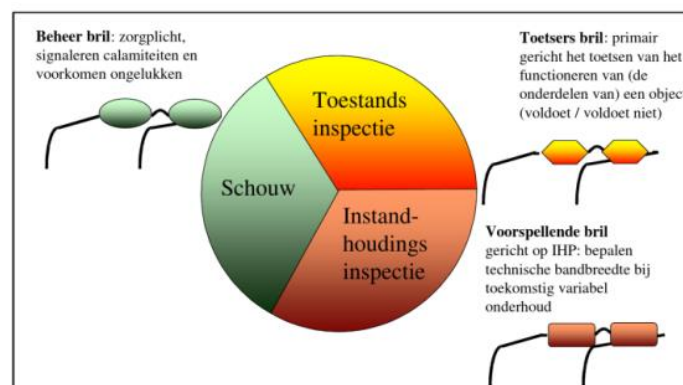 Beheer bril: zorgplicht,
signaleren calamiteiten en
voorkomen ongelukken
Toetsers bril: primair
gericht het toetsen van het
functioneren van (de
onderdelen van) een object
(voldoet / voldoet niet)
Toestands
inspectie
Schouw
Instand-
houdings
inspectie
Voorspellende bril
gericht op IHP: bepalen
technische bandbreedte bij
toekomstig variabel
onderhoud